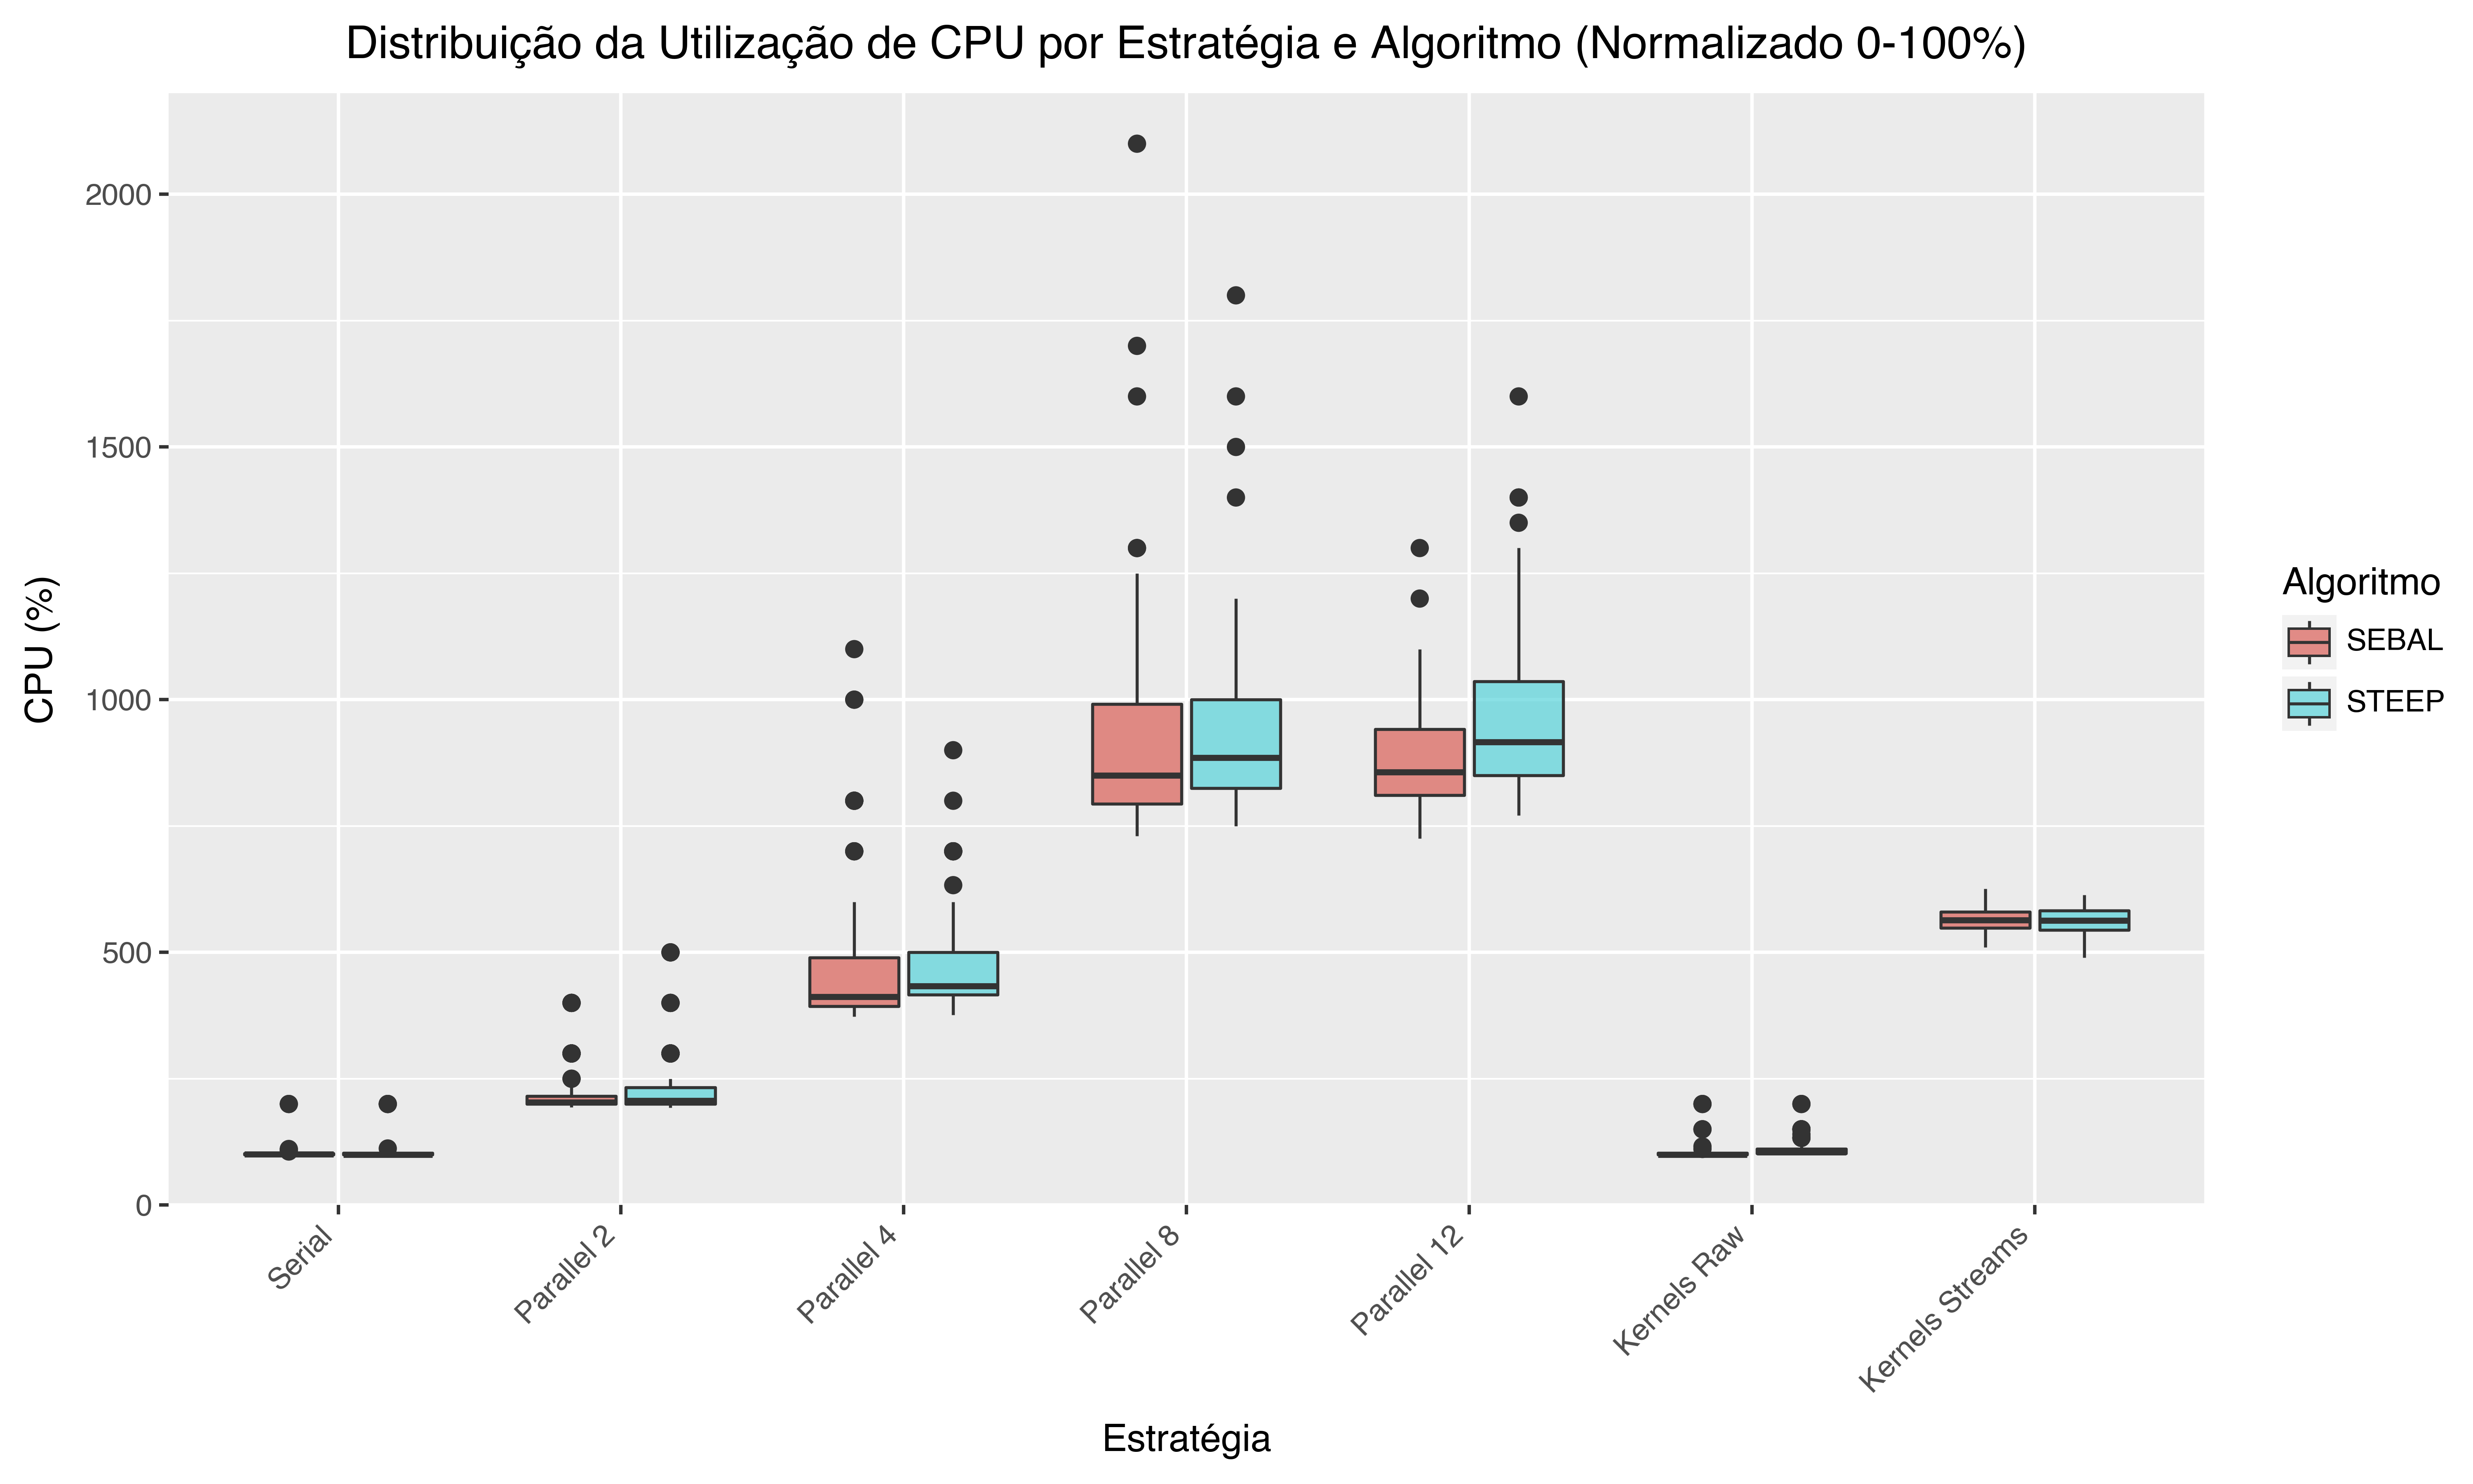 Distribuição da Utilização de CPU por Estratégia e Algoritmo (Normalizado 0-100%)
CPU (%)
2000
1500
1000
500
0
Serial
Parallel 2
Parallel 4
Parallel 8
Parallel 12
Kernels Raw
Kernels Streams
Estratégia
Algoritmo
SEBAL
STEEP